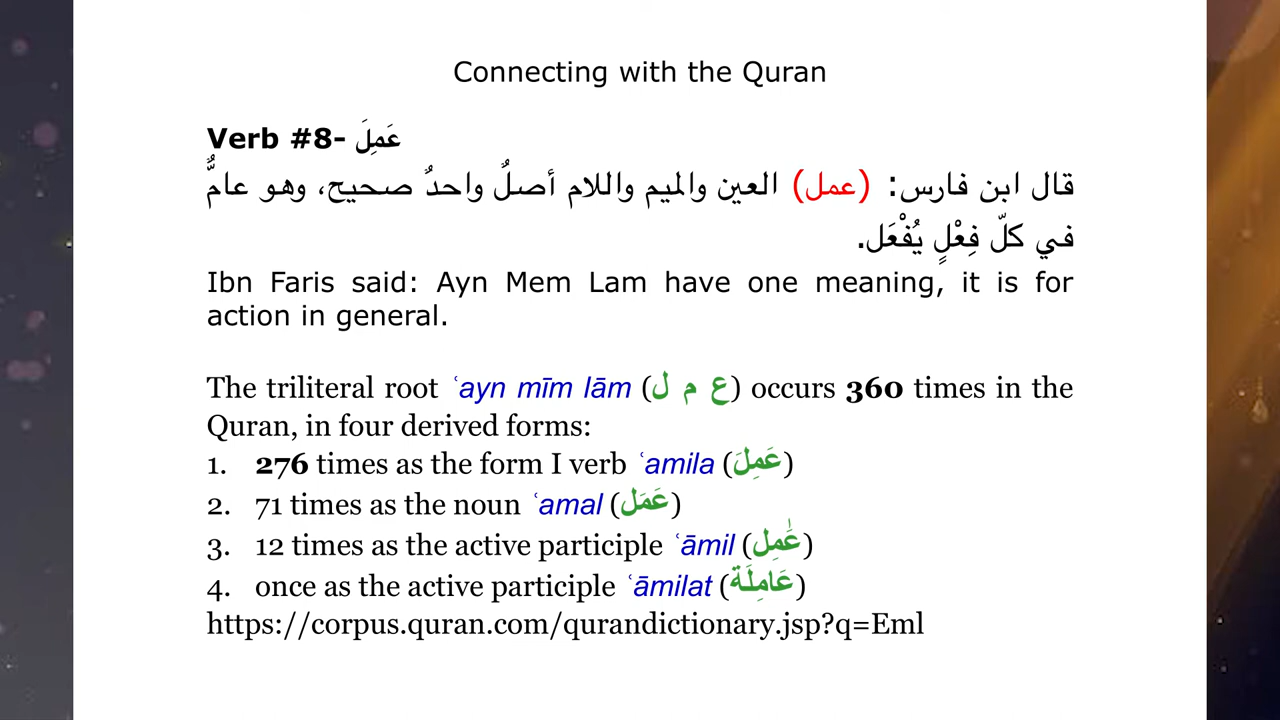 Connecting with the Quran
Verb #8- عَمِلَ
قال ابن فارس: (عمل) العين والميم واللام أصلٌ واحدٌ صحيح، وهو عامٌّ
في كلّ فِعْلٍ يُفْعَل.
Ibn Faris said: Ayn Mem Lam have one meaning, it is for
action in general.
The triliteral root ʿayn mīm lām (ع م ل) occurs 360 times in the
Quran, in four derived forms:
1. 276 times as the form I verb ʿamila (عَمِلَ)
2. 71 times as the noun ʿamal (عَمَل)
3. 12 times as the active participle ʿāmil (عَٰمِل)
4. once as the active participle ʿāmilat (عَامِلَة)
https://corpus.quran.com/qurandictionary.jsp?q=Eml